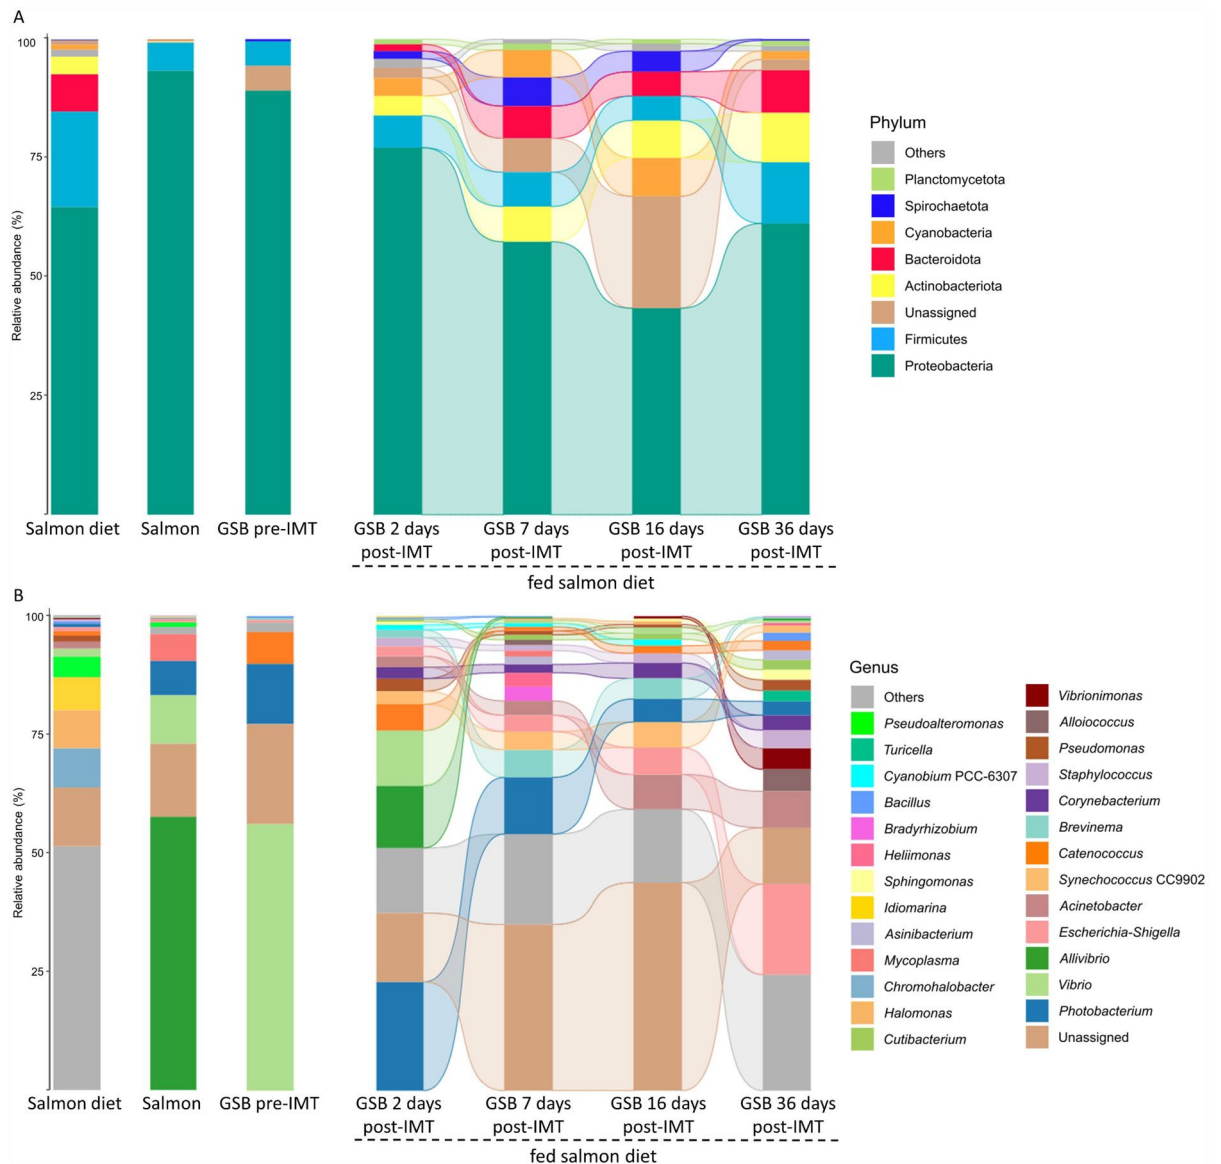 A
100
75
50
25
Relative abundance (%)
Salmon diet
Salmon
GSB pre-IMT
GSB 2 days
post-IMT
GSB 7 days
post-IMT
GSB 16 days
post-IMT
GSB 36 days
post-IMT
fed salmon diet
Phylum
Others
Planctomycetota
Spirochaetota
Cyanobacteria
Bacteroidota
Actinobacteriota
Unassigned
Firmicutes
Proteobacteria
B
100
75
50
25
Relative abundance (%)
Salmon diet
Salmon
GSB pre-IMT
GSB 2 days
post-IMT
GSB 7 days
post-IMT
GSB 16 days
post-IMT
GSB 36 days
post-IMT
fed salmon diet
Genus
Others
Pseudoalteromonas
Turicella
Cyanobium PCC-6307
Bacillus
Bradyrhizobium
Heliimonas
Sphingomonas
Idiomarina
Asinibacterium
Mycoplasma
Chromohalobacter
Halomonas
Cutibacterium
Vibrionimonas
Alloiococcus
Pseudomonas
Staphylococcus
Corynebacterium
Brevinema
Catenococcus
Synechococcus CC9902
Acinetobacter
Escherichia-Shigella
Allivibrio
Vibrio
Photobacterium
Unassigned